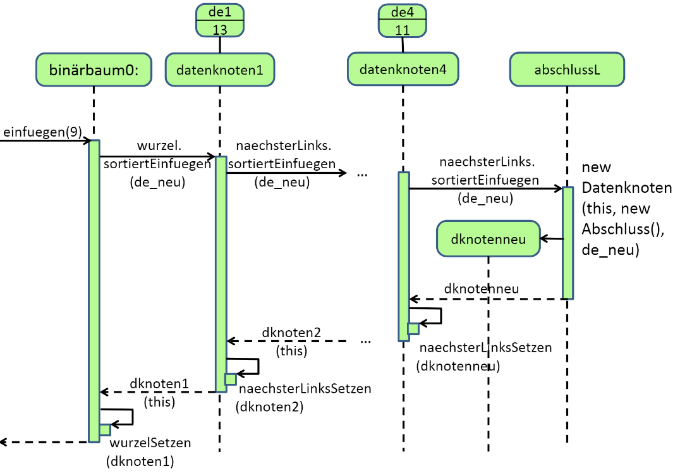 de1
13
de4
11
binärbaum0:
datenknoten1
datenknoten4
abschlussL
einfuegen(9)
wurzel.
sortiertEinfuegen
(de_neu)
naechsterLinks.
sortiertEinfuegen
(de_neu)
...
naechsterLinks.
sortiertEinfuegen
(de_neu)
new
Datenknoten
(this, new
Abschluss(),
de_neu)
dknotenneu
dknotenneu
dknoten2
(this)
...
naechsterLinksSetzen
(dknotenneu)
dknoten1
(this)
naechsterLinksSetzen
(dknoten2)
wurzelSetzen
(dknoten1)